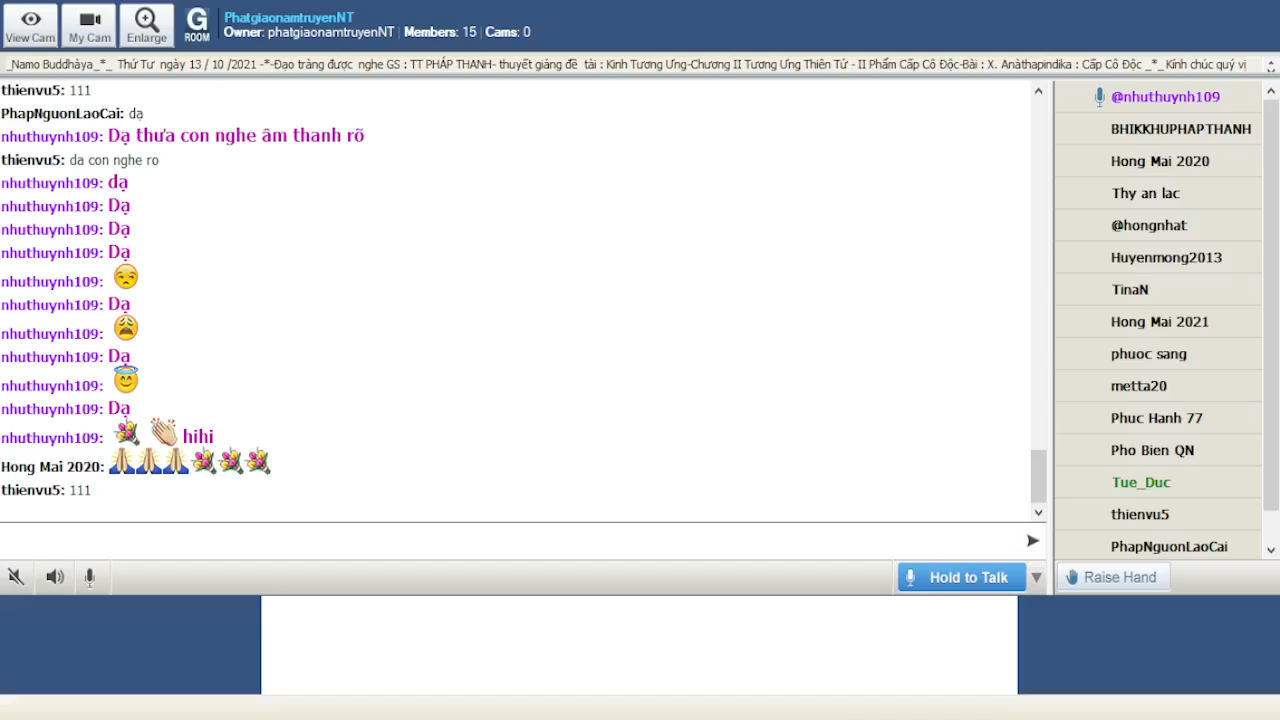 View Cam
My Cam
Enlarge
G
ROOM
PhatgiaonamtruyenNT
Owner: phatgiaonamtruyenNT | Members: 15 | Cams: 0
_Namo Buddhàya_*_ Thứ Tư ngày 13 / 10 /2021 -*-Đạo tràng được nghe GS : TT PHÁP THANH- thuyết giảng đề tài : Kinh Tương Ưng-Chương II Tương Ưng Thiên Tử - II Phẩm Cấp Cô Độc-Bài : X. Anàthapindika : Cấp Cô Độc _*_ Kính chúc quý vị
thienvu5: 111
PhapNguonLaoCai: dạ
nhuthuynh109: Dạ thưa con nghe âm thanh rõ
thienvu5: da con nghe ro
nhuthuynh109: dạ
nhuthuynh109: Dạ
nhuthuynh109: Dạ
nhuthuynh109: Dạ
nhuthuynh109:
nhuthuynh109: Dạ
nhuthuynh109:
nhuthuynh109: Dạ
nhuthuynh109:
nhuthuynh109: Dạ
nhuthuynh109: hihi
Hong Mai 2020:
thienvu5: 111
@nhuthuynh109
BHIKKHUPHAPTHANH
Hong Mai 2020
Thy an lac
@hongnhat
Huyenmong2013
TinaN
Hong Mai 2021
phuoc sang
metta20
Phuc Hanh 77
Pho Bien QN
Tue_Duc
thienvu5
PhapNguonLaoCai
Hold to Talk
Raise Hand